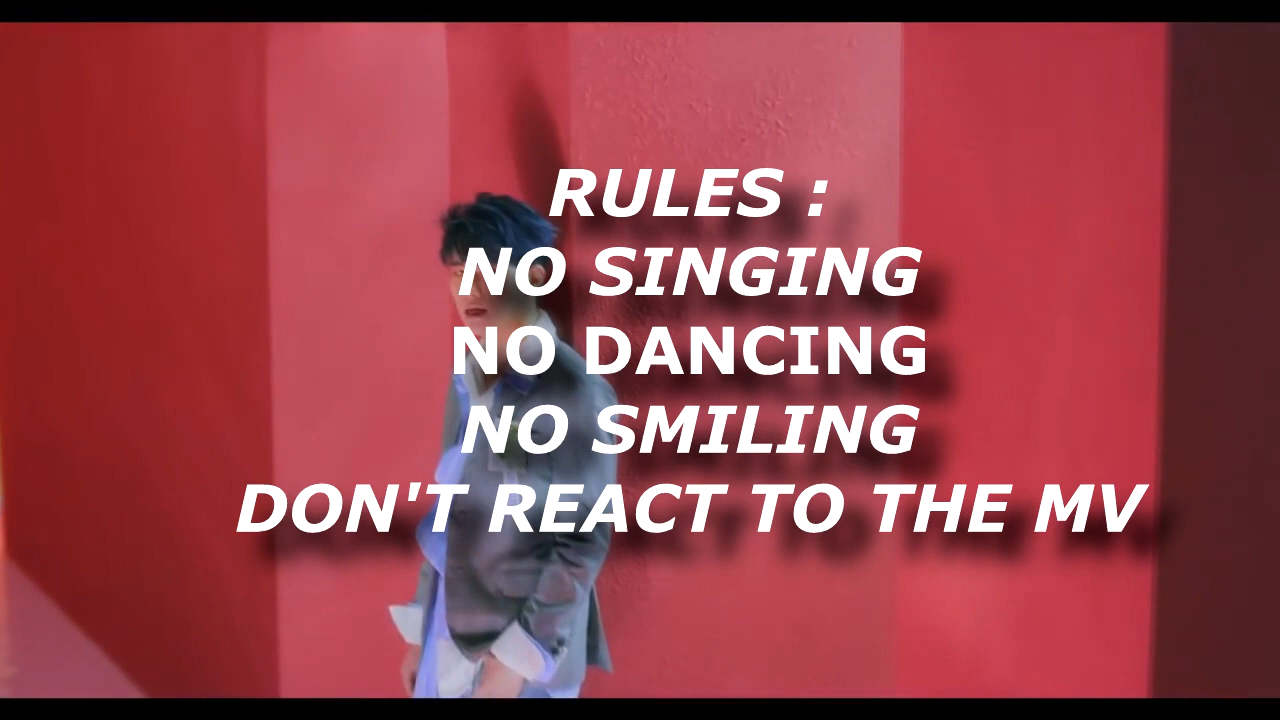 RULES :
NO SINGING
NO DANCING
NO SMILING
DON'T REACT TO THE MV